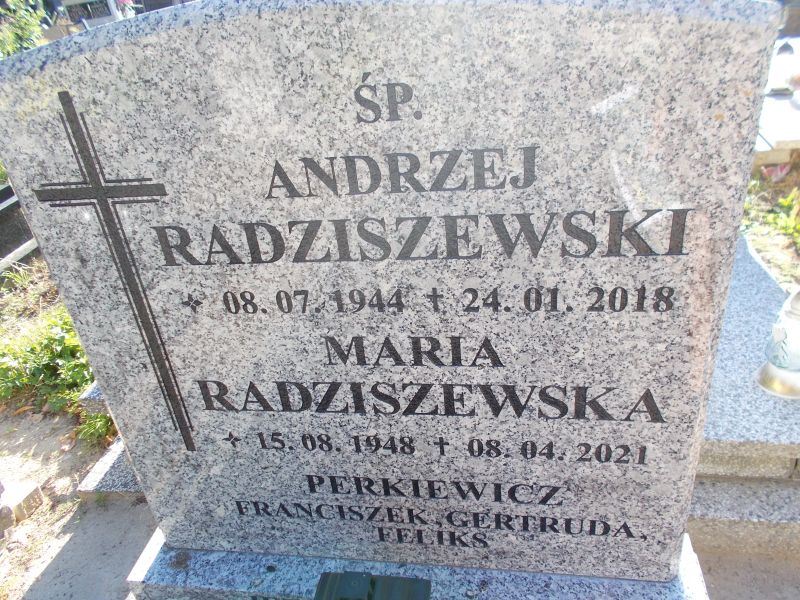 ŚP.
ANDRZEJ
RADZISZEWSKI
08.07.1944 ✝ 24.01.2018
MARIA
RADZISZEWSKA
15.08.1948 ✝ 08.04.2021
PERKIEWICZ
FRANCISZEK, GERTRUDA,
FELIKS